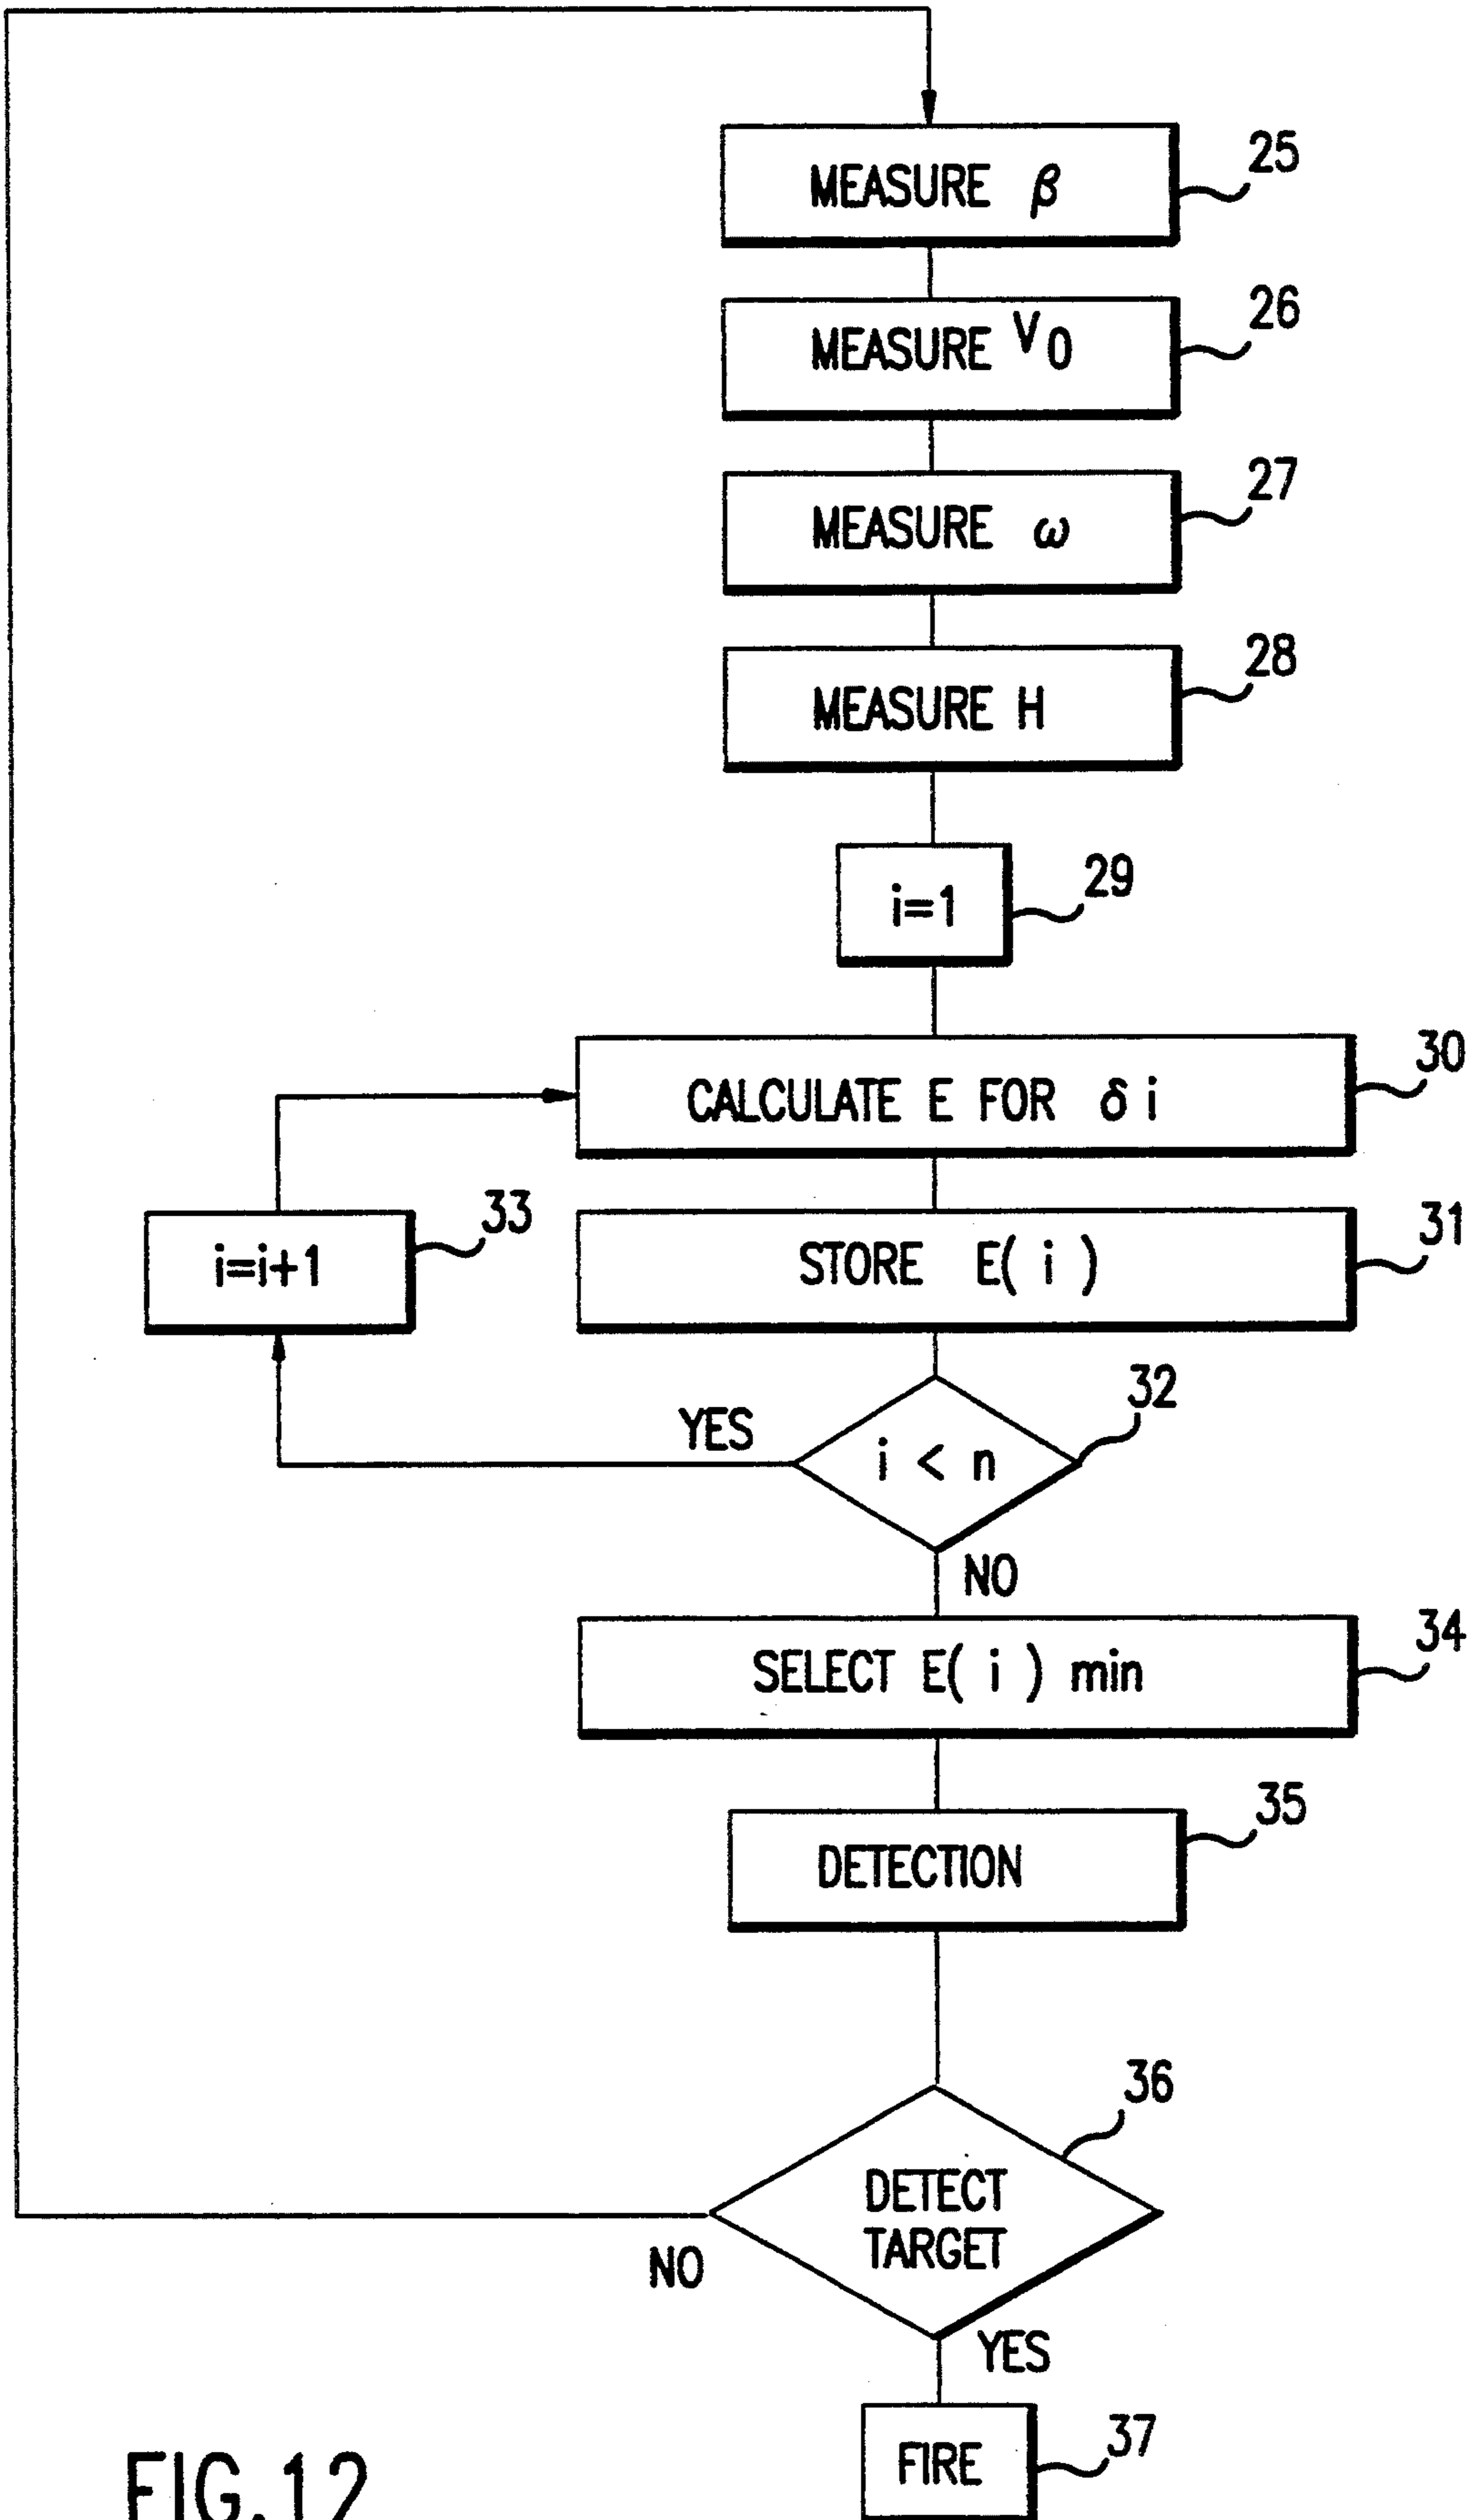 25
MEASURE β
26
MEASURE V0
27
MEASURE ω
28
MEASURE H
29
i=1
30
CALCULATE E FOR δ i
33
31
i=i+1
STORE E( i )
32
YES
i < n
NO
34
SELECT E( i ) min
35
DETECTION
36
DETECT
TARGET
NO
YES
37
FIRE
FIG.12